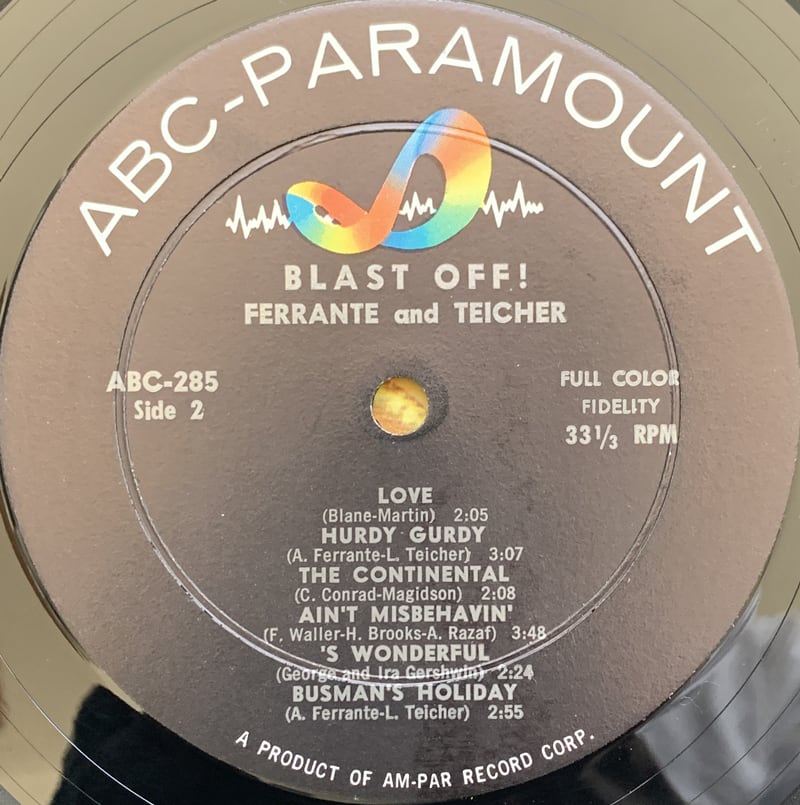 ABC-PARAMOUNT
BLAST OFF!
FERRANTE and TEICHER
ABC-285
Side 2
FULL COLOR
FIDELITY
33 1/3 RPM
LOVE
(Blane-Martin) 2:05
HURDY GURDY
(A. Ferrante-L. Teicher) 3:07
THE CONTINENTAL
(C. Conrad-Magidson) 2:08
AIN'T MISBEHAVIN'
(F. Waller-H. Brooks-A. Razaf) 3:48
'S WONDERFUL
(George and Ira Gershwin) 2:24
BUSMAN'S HOLIDAY
(A. Ferrante-L. Teicher) 2:55
A PRODUCT OF AM-PAR RECORD CORP.